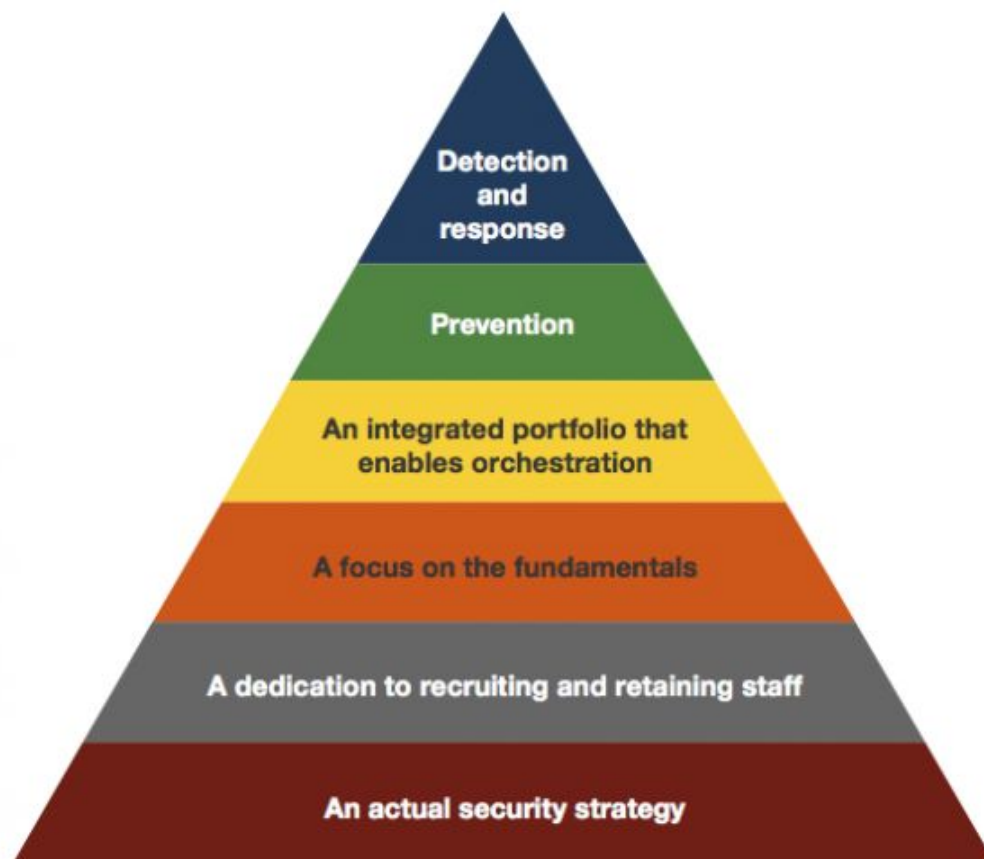 Detection
and
response
Prevention
An integrated portfolio that
enables orchestration
A focus on the fundamentals
A dedication to recruiting and retaining staff
An actual security strategy